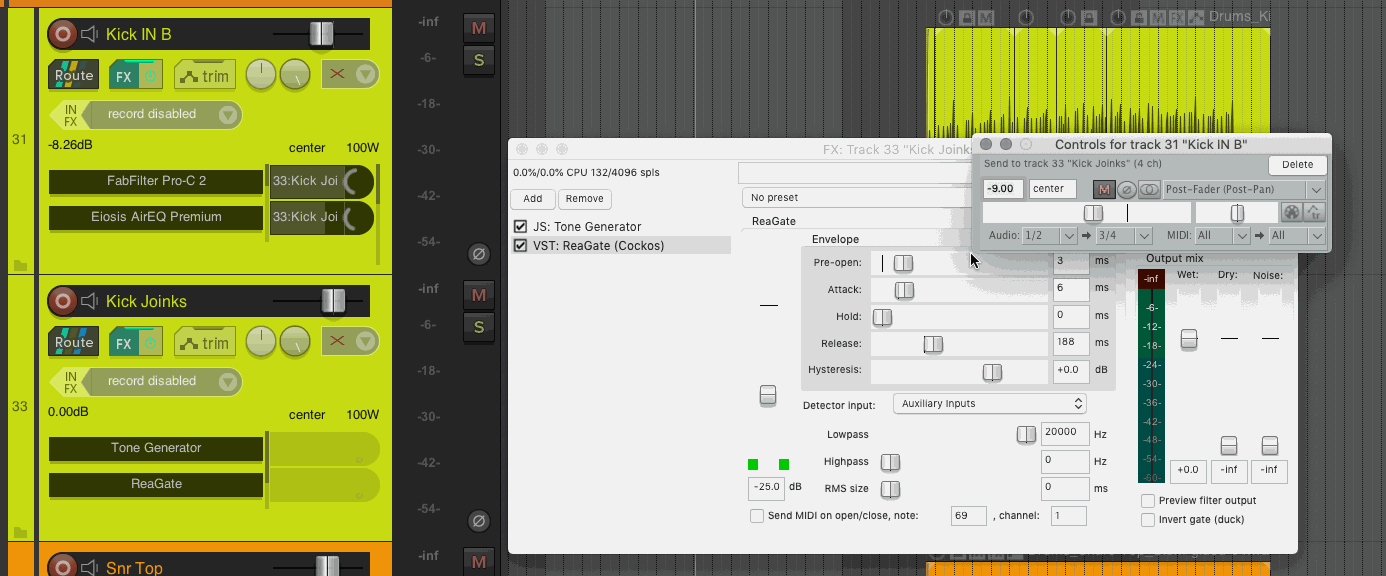 Kick IN B
Route
FX
trim
IN
FX
record disabled
31
-8.26dB
center
100W
FabFilter Pro-C 2
33:Kick Joi
Eiosis AirEQ Premium
33:Kick Joi
Kick Joinks
Route
FX
trim
IN
FX
record disabled
33
0.00dB
center
100W
Tone Generator
ReaGate
Snr Top
-inf
M
-6-
S
-18-
-30-
-42-
-54-
-inf
M
-6-
S
-18-
-30-
-42-
-54-
-inf
M
M
M FX
Drums_Ki
FX: Track 33 "Kick Joinks
0.0%/0.0% CPU 132/4096 spls
Add
Remove
JS: Tone Generator
VST: ReaGate (Cockos)
No preset
ReaGate
Envelope
Pre-open:
3
ms
Attack:
6
ms
Hold:
0
ms
Release:
188
ms
Hysteresis:
+0.0
dB
Detector input:
Auxiliary Inputs
Lowpass
20000
Hz
Highpass
0
Hz
RMS size
0
ms
-25.0
dB
Send MIDI on open/close, note:
69
, channel:
1
Output mix
-inf
Wet:
Dry:
Noise:
-6-
-12-
-18-
-24-
-30-
-36-
-42-
-48-
-54-
-60-
+0.0
-inf
-inf
Preview filter output
Invert gate (duck)
Controls for track 31 "Kick IN B"
Send to track 33 "Kick Joinks" (4 ch)
Delete
-9.00
center
M
Post-Fader (Post-Pan)
Audio:
1/2
3/4
MIDI:
All
All